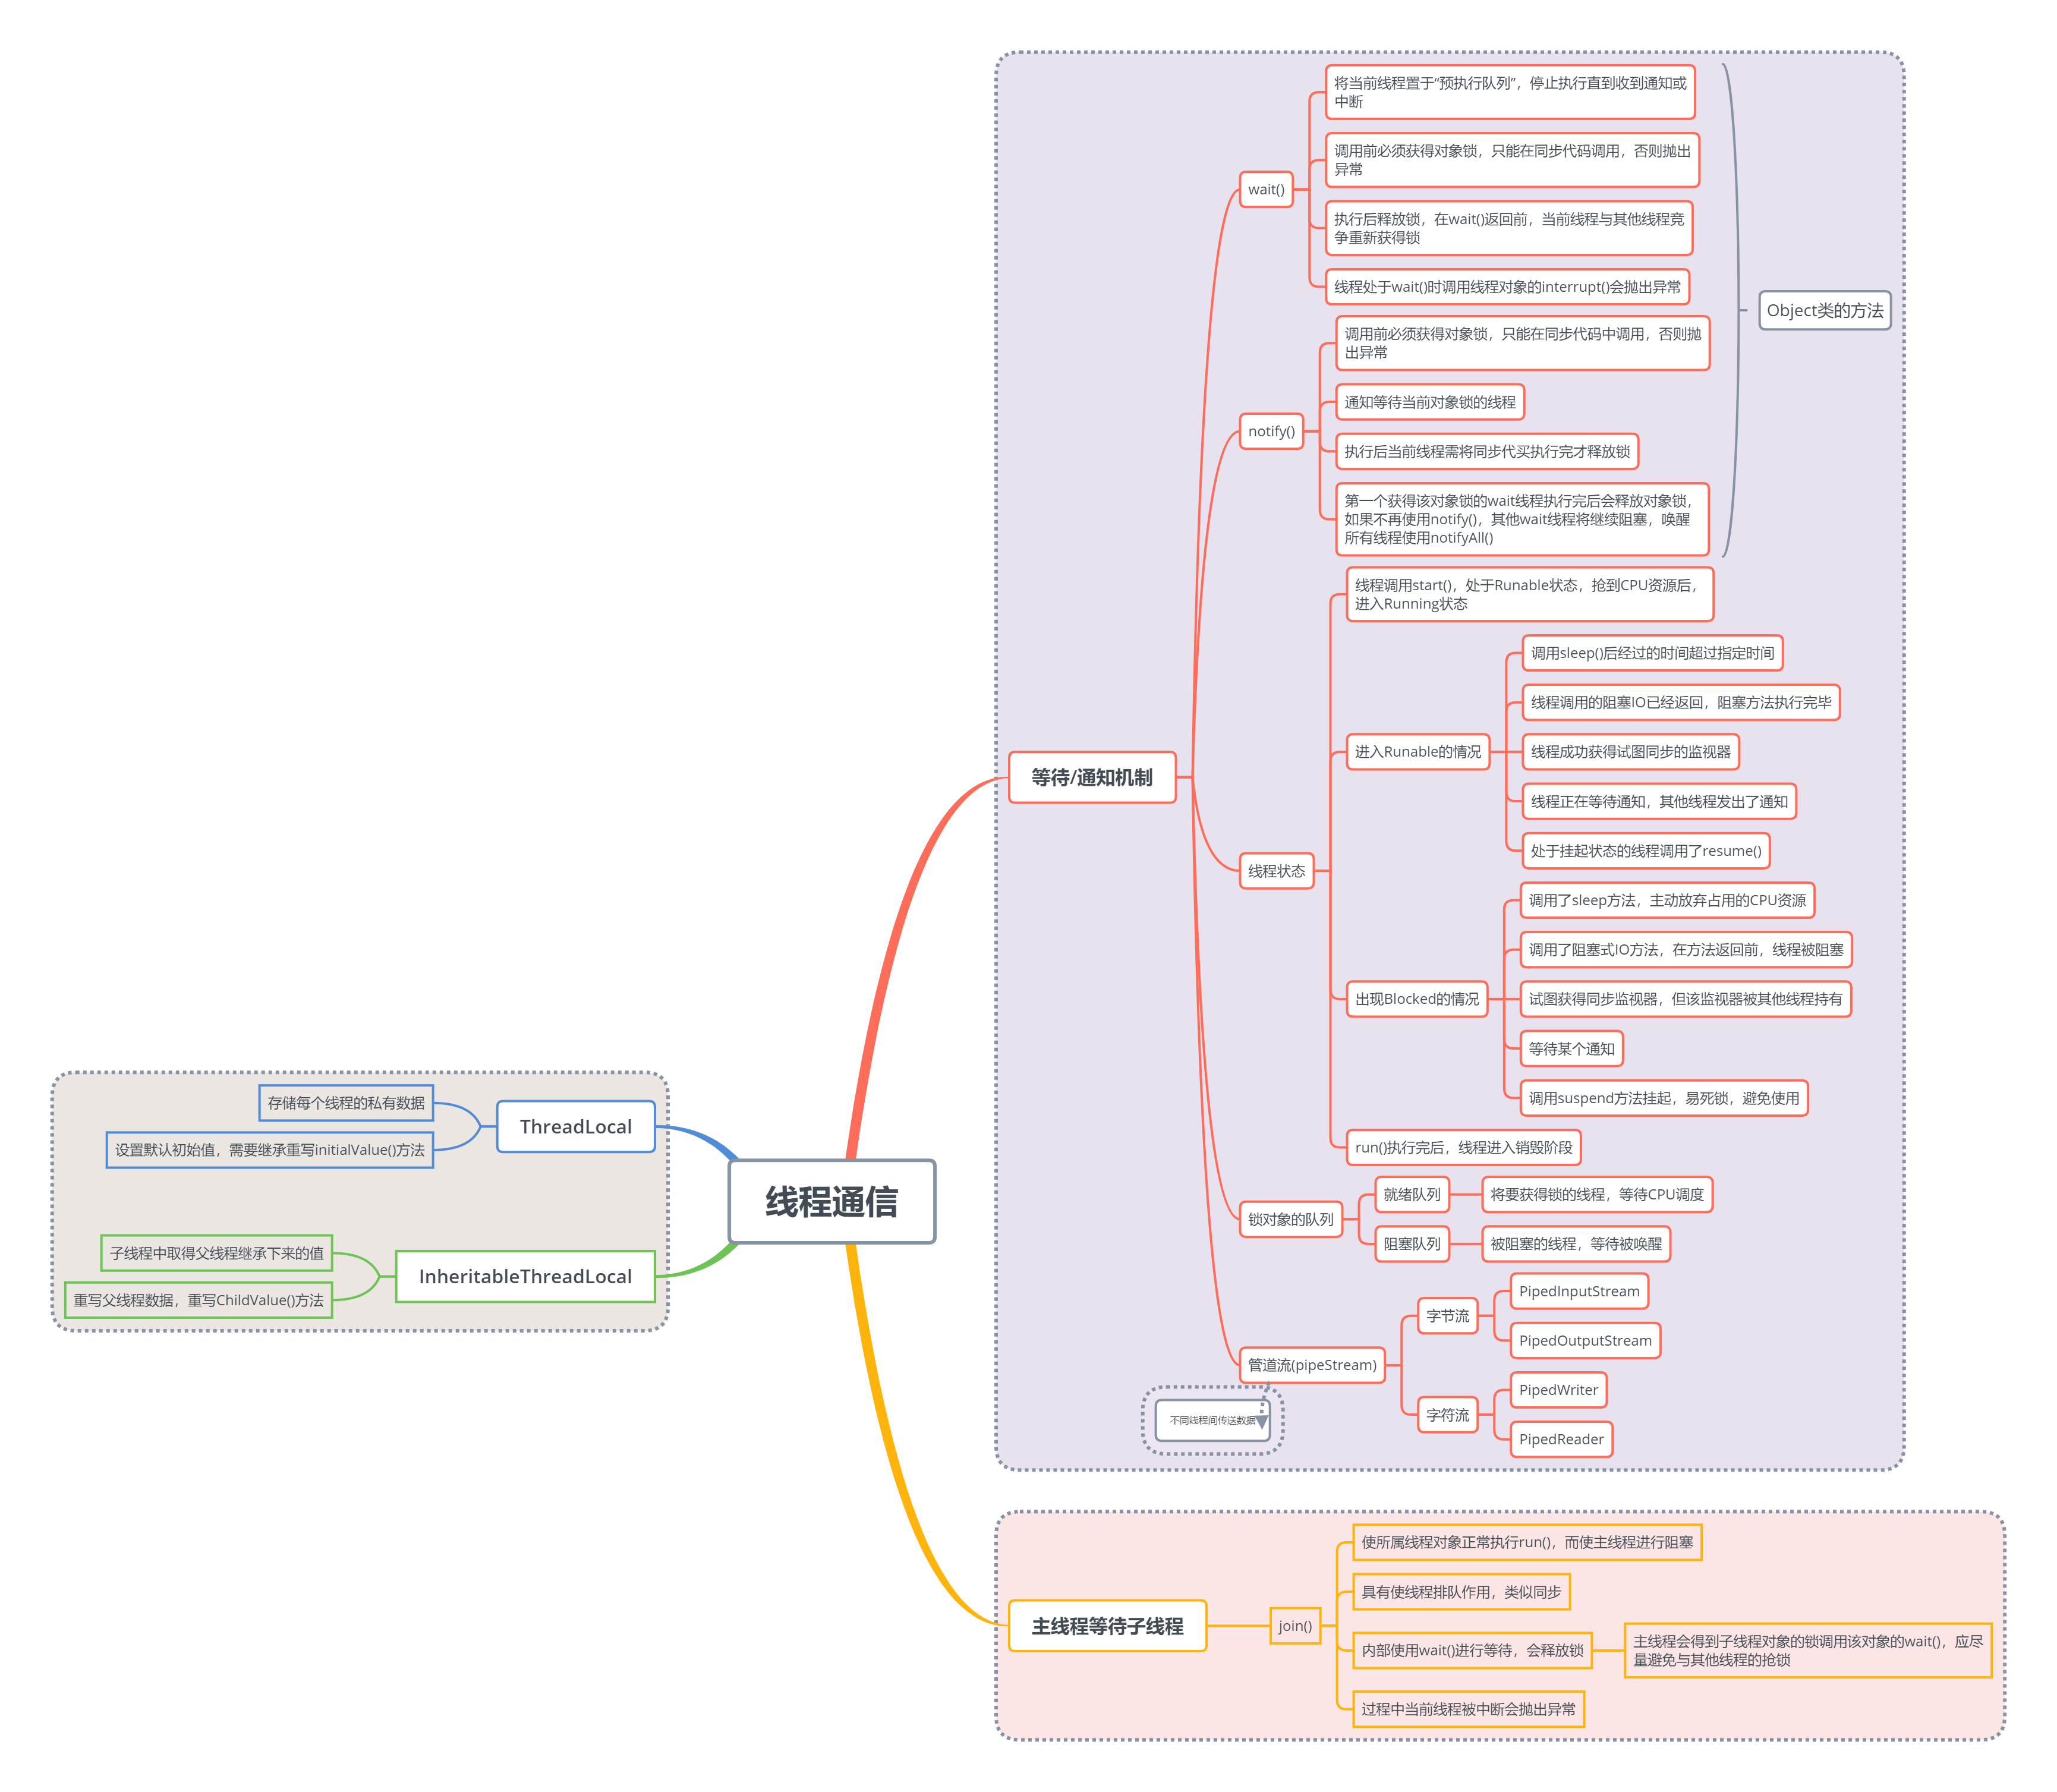 线程通信
等待/通知机制
wait()
将当前线程置于“预执行队列”，停止执行直到收到通知或
中断
调用前必须获得对象锁，只能在同步代码调用，否则抛出
异常
执行后释放锁，在wait()返回前，当前线程与其他线程竞
争重新获得锁
线程处于wait()时调用线程对象的interrupt()会抛出异常
notify()
调用前必须获得对象锁，只能在同步代码中调用，否则抛
出异常
通知等待当前对象锁的线程
执行后当前线程需将同步代买执行完才释放锁
第一个获得该对象锁的wait线程执行完后会释放对象锁，
如果不再使用notify()，其他wait线程将继续阻塞，唤醒
所有线程使用notifyAll()
Object类的方法
线程状态
线程调用start()，处于Runable状态，抢到CPU资源后，
进入Running状态
进入Runable的情况
调用sleep()后经过的时间超过指定时间
线程调用的阻塞IO已经返回，阻塞方法执行完毕
线程成功获得试图同步的监视器
线程正在等待通知，其他线程发出了通知
处于挂起状态的线程调用了resume()
出现Blocked的情况
调用了sleep方法，主动放弃占用的CPU资源
调用了阻塞式IO方法，在方法返回前，线程被阻塞
试图获得同步监视器，但该监视器被其他线程持有
等待某个通知
调用suspend方法挂起，易死锁，避免使用
run()执行完后，线程进入销毁阶段
锁对象的队列
就绪队列
将要获得锁的线程，等待CPU调度
阻塞队列
被阻塞的线程，等待被唤醒
管道流(pipeStream)
字节流
PipedInputStream
PipedOutputStream
字符流
PipedWriter
PipedReader
不同线程间传送数据
主线程等待子线程
join()
使所属线程对象正常执行run()，而使主线程进行阻塞
具有使线程排队作用，类似同步
内部使用wait()进行等待，会释放锁
主线程会得到子线程对象的锁调用该对象的wait()，应尽
量避免与其他线程的抢锁
过程中当前线程被中断会抛出异常
ThreadLocal
存储每个线程的私有数据
设置默认初始值，需要继承重写initialValue()方法
InheritableThreadLocal
子线程中取得父线程继承下来的值
重写父线程数据，重写ChildValue()方法